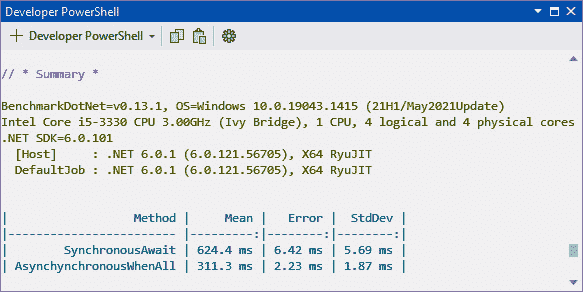 Developer PowerShell
Developer PowerShell
// * Summary *
BenchmarkDotNet=v0.13.1, OS=Windows 10.0.19043.1415 (21H1/May2021Update)
Intel Core i5-3330 CPU 3.00GHz (Ivy Bridge), 1 CPU, 4 logical and 4 physical cores
.NET SDK=6.0.101
[Host]     : .NET 6.0.1 (6.0.121.56705), X64 RyuJIT
DefaultJob : .NET 6.0.1 (6.0.121.56705), X64 RyuJIT
|                  Method |     Mean |   Error |  StdDev |
|------------------------ |---------:|--------:|--------:|
|        SynchronousAwait | 624.4 ms | 6.42 ms | 5.69 ms |
| AsynchynchronousWhenAll | 311.3 ms | 2.23 ms | 1.87 ms |